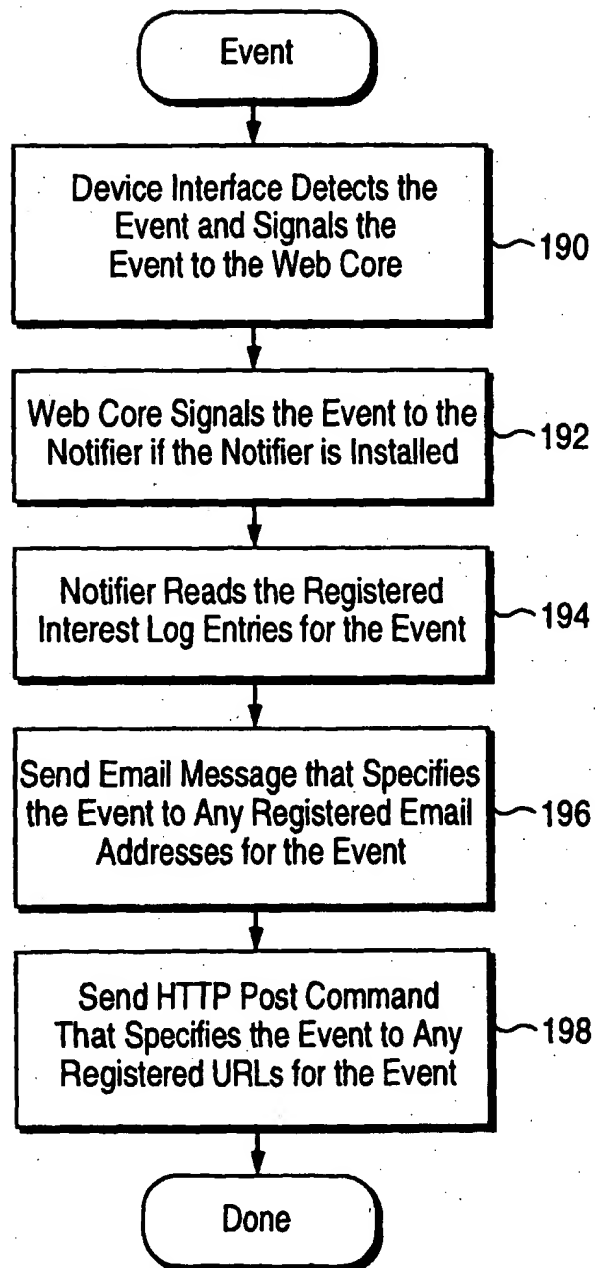 Event
Device Interface Detects the
Event and Signals the
Event to the Web Core
190
Web Core Signals the Event to the
Notifier if the Notifier is Installed
192
Notifier Reads the Registered
Interest Log Entries for the Event
194
Send Email Message that Specifies
the Event to Any Registered Email
Addresses for the Event
196
Send HTTP Post Command
That Specifies the Event to Any
Registered URLs for the Event
198
Done